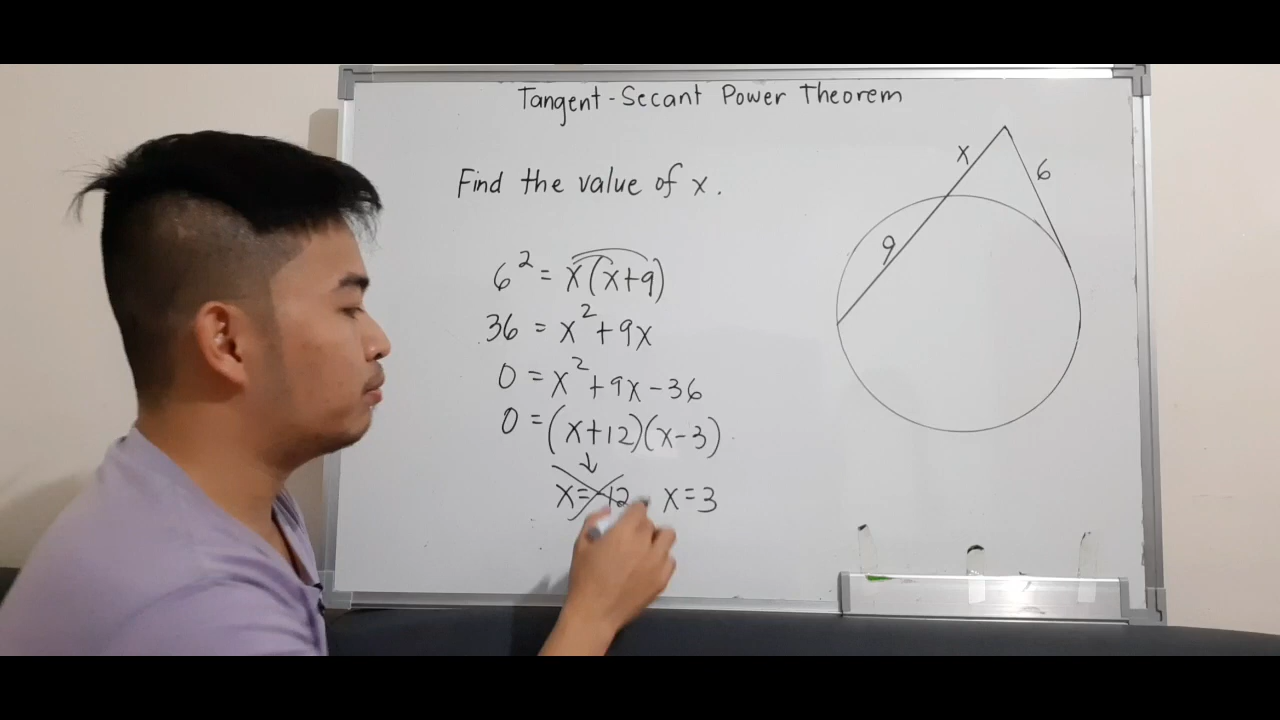 Tangent-Secant Power Theorem
Find the value of x.
x
6
9
6² = x(x+9)
36 = x² + 9x
0 = x² + 9x - 36
0 = (x+12)(x-3)
x = -12 x = 3